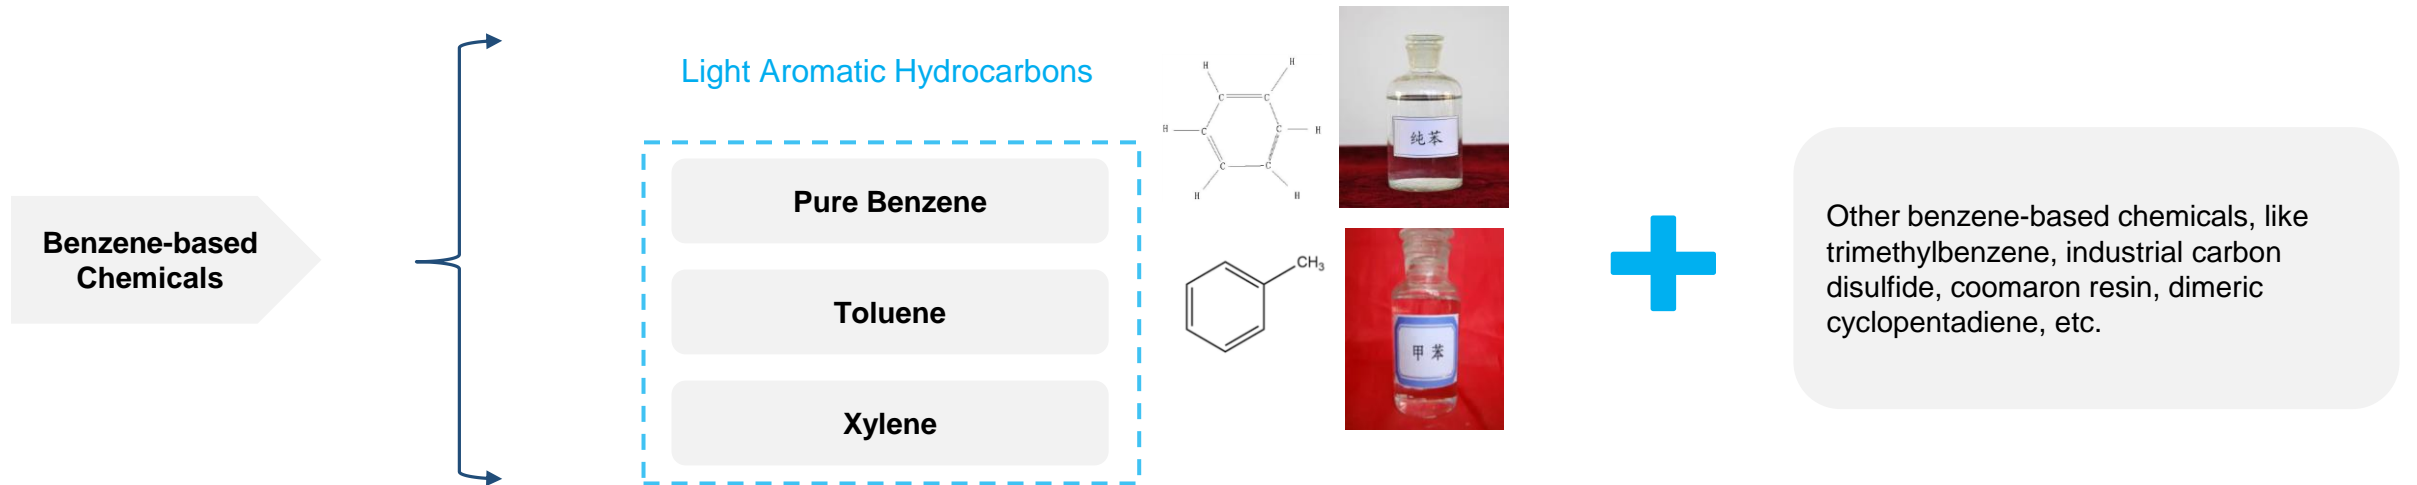 Benzene-based
Chemicals
Light Aromatic Hydrocarbons
Pure Benzene
Toluene
Xylene
H
H
C
C
H
C
C
H
C
C
H
H
纯苯
CH₃
甲苯
Other benzene-based chemicals, like
trimethylbenzene, industrial carbon
disulfide, coomaron resin, dimeric
cyclopentadiene, etc.